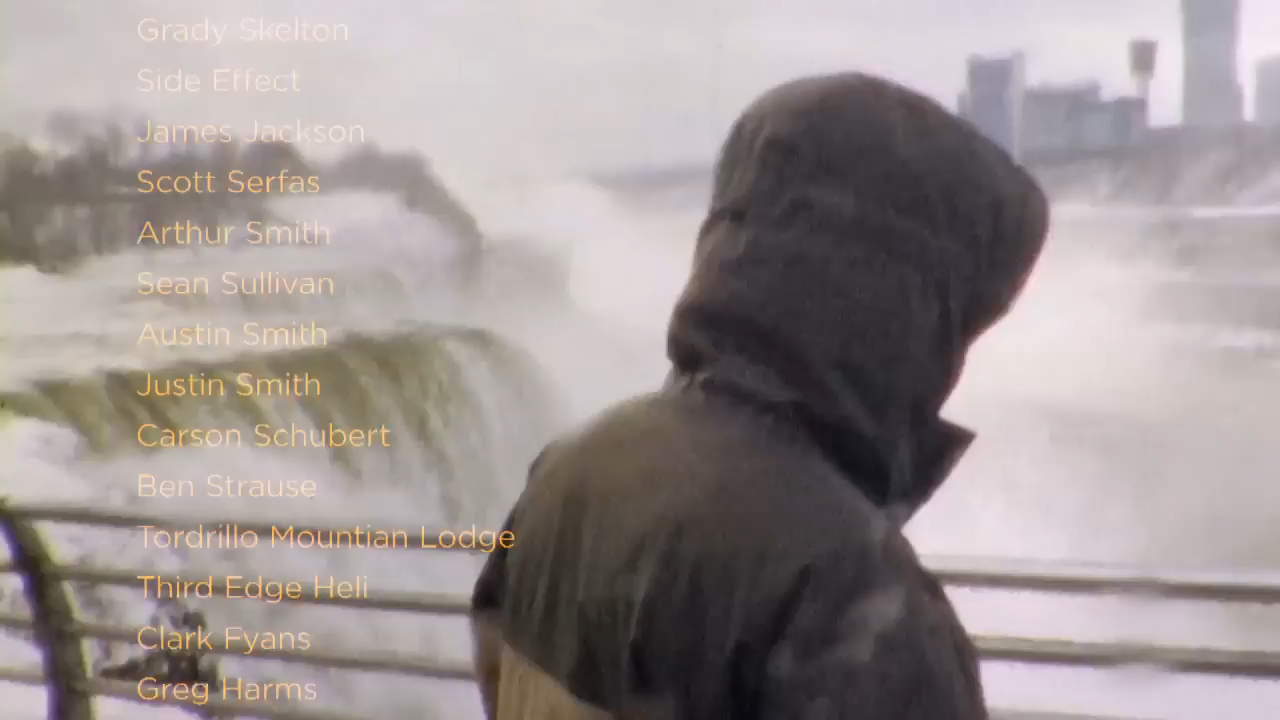 Grady Skelton
Side Effect
James Jackson
Scott Serfas
Arthur Smith
Sean Sullivan
Austin Smith
Justin Smith
Carson Schubert
Ben Strause
Tordrillo Mountian Lodge
Third Edge Heli
Clark Fyans
Greg Harms